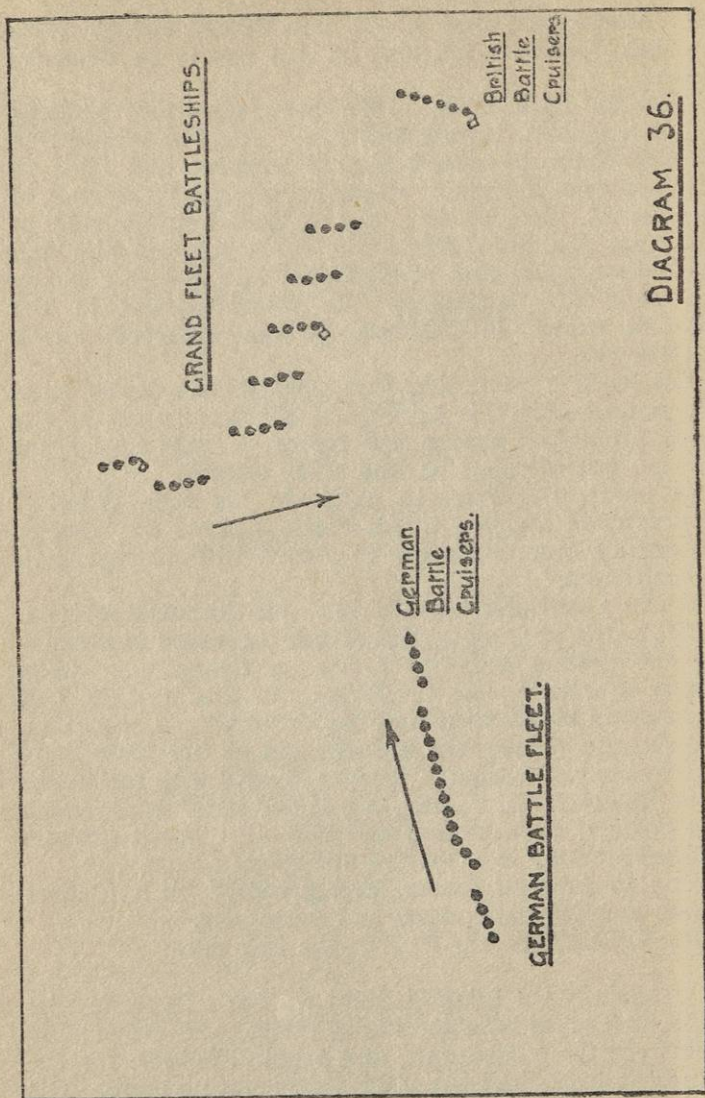 GRAND FLEET BATTLESHIPS.
British
Battle
Cruisers
German
Battle
Cruisers.
GERMAN BATTLE FLEET.
DIAGRAM 36.